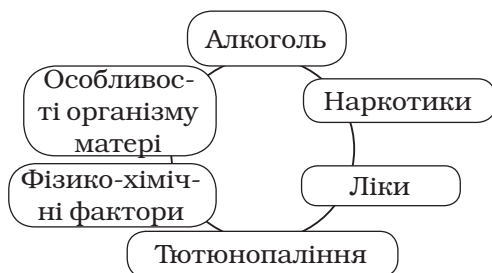 Алкоголь
Наркотики
Ліки
Тютюнопаління
Фізико-хіміч-
ні фактори
Особливос-
ті організму
матері